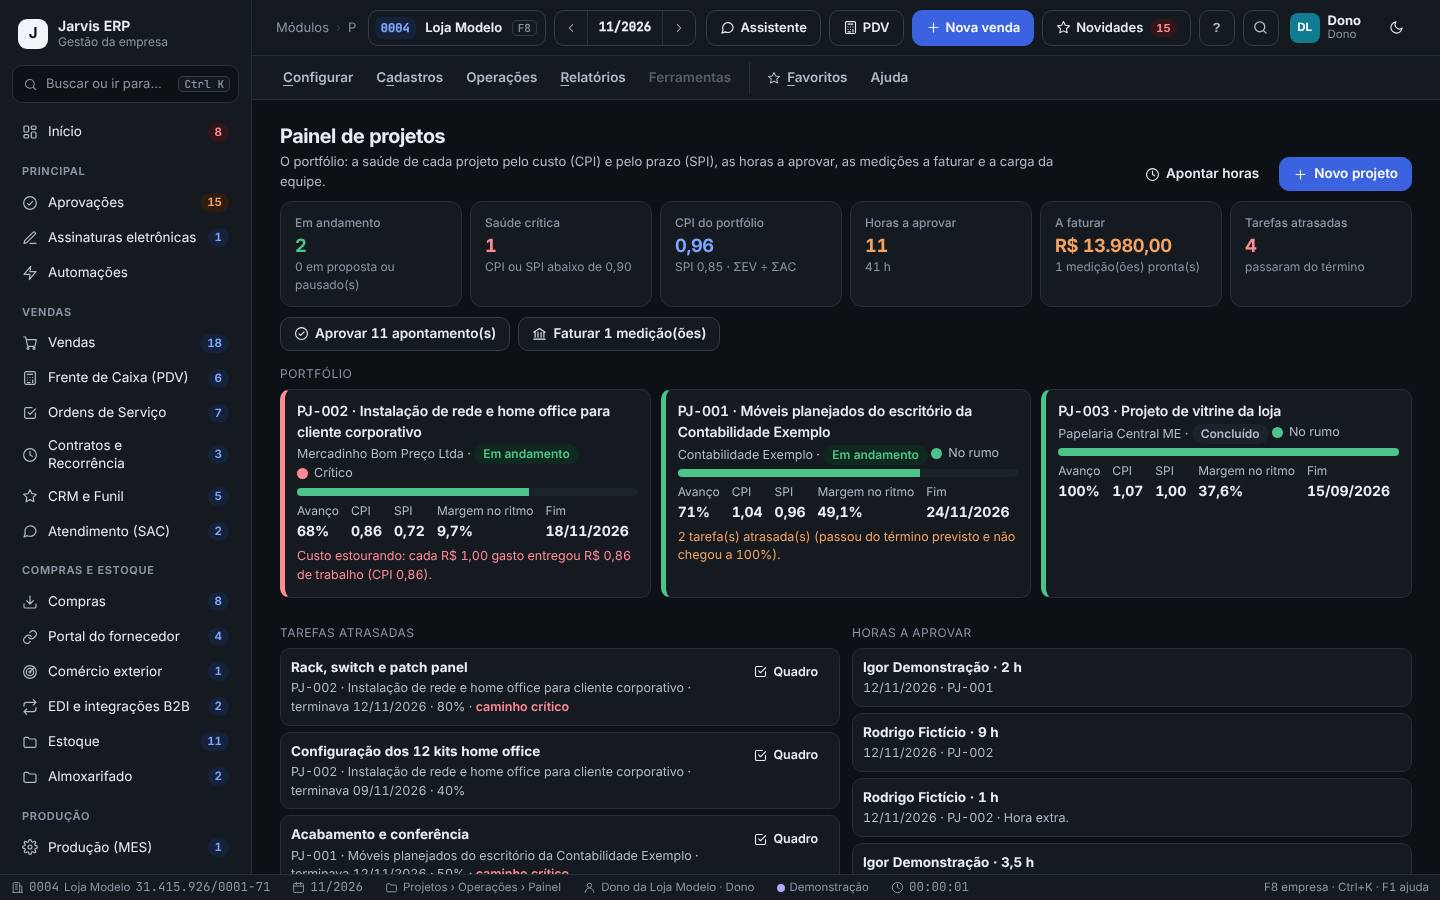 J
Jarvis ERP
Gestão da empresa
Buscar ou ir para... Ctrl K
Início 8
PRINCIPAL
Aprovações 15
Assinaturas eletrônicas 1
Automações
VENDAS
Vendas 18
Frente de Caixa (PDV) 6
Ordens de Serviço 7
Contratos e
Recorrência 3
CRM e Funil 5
Atendimento (SAC) 2
COMPRAS E ESTOQUE
Compras 8
Portal do fornecedor 4
Comércio exterior 1
EDI e integrações B2B 2
Estoque 11
Almoxarifado 2
PRODUÇÃO
Produção (MES) 1
Módulos › P
0004 Loja Modelo F8
‹ 11/2026 ›
Assistente
PDV
+ Nova venda
Novidades 15
?
DL
Dono
Dono
Configurar Cadastros Operações Relatórios Ferramentas Favoritos Ajuda
Painel de projetos
O portfólio: a saúde de cada projeto pelo custo (CPI) e pelo prazo (SPI), as horas a aprovar, as medições a faturar e a carga da
equipe.
Apontar horas
+ Novo projeto
Em andamento
2
0 em proposta ou
pausado(s)
Saúde crítica
1
CPI ou SPI abaixo de 0,90
CPI do portfólio
0,96
SPI 0,85 · ΣEV ÷ ΣAC
Horas a aprovar
11
41 h
A faturar
R$ 13.980,00
1 medição(ões) pronta(s)
Tarefas atrasadas
4
passaram do término
Aprovar 11 apontamento(s)
Faturar 1 medição(ões)
PORTFÓLIO
PJ-002 · Instalação de rede e home office para
cliente corporativo
Mercadinho Bom Preço Ltda · Em andamento
Crítico
Avanço CPI SPI Margem no ritmo Fim
68% 0,86 0,72 9,7% 18/11/2026
Custo estourando: cada R$ 1,00 gasto entregou R$ 0,86
de trabalho (CPI 0,86).
PJ-001 · Móveis planejados do escritório da
Contabilidade Exemplo
Contabilidade Exemplo · Em andamento No rumo
Avanço CPI SPI Margem no ritmo Fim
71% 1,04 0,96 49,1% 24/11/2026
2 tarefa(s) atrasada(s) (passou do término previsto e não
chegou a 100%).
PJ-003 · Projeto de vitrine da loja
Papelaria Central ME · Concluído No rumo
Avanço CPI SPI Margem no ritmo Fim
100% 1,07 1,00 37,6% 15/09/2026
TAREFAS ATRASADAS
Rack, switch e patch panel
PJ-002 · Instalação de rede e home office para cliente corporativo ·
terminava 12/11/2026 · 80% · caminho crítico
Quadro
Configuração dos 12 kits home office
PJ-002 · Instalação de rede e home office para cliente corporativo ·
terminava 09/11/2026 · 40%
Quadro
Acabamento e conferência
PJ-001 · Móveis planejados do escritório da Contabilidade Exemplo ·
terminava 12/11/2026 · 50% · caminho crítico
Quadro
HORAS A APROVAR
Igor Demonstração · 2 h
12/11/2026 · PJ-001
Rodrigo Fictício · 9 h
12/11/2026 · PJ-002
Rodrigo Fictício · 1 h
12/11/2026 · PJ-002 · Hora extra.
Igor Demonstração · 3,5 h
0004 Loja Modelo 31.415.926/0001-71
11/2026
Projetos › Operações › Painel
Dono da Loja Modelo · Dono
Demonstração
00:00:01
F8 empresa · Ctrl+K · F1 ajuda